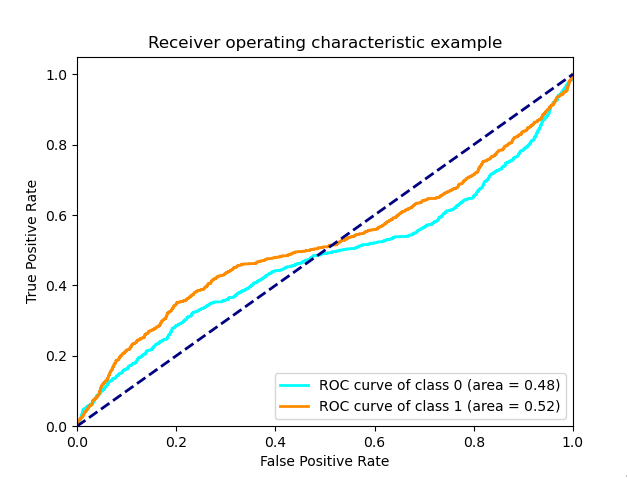 Receiver operating characteristic example
True Positive Rate
1.0
0.8
0.6
0.4
0.2
0.0
ROC curve of class 0 (area = 0.48)
ROC curve of class 1 (area = 0.52)
0.0 0.2 0.4 0.6 0.8 1.0
False Positive Rate